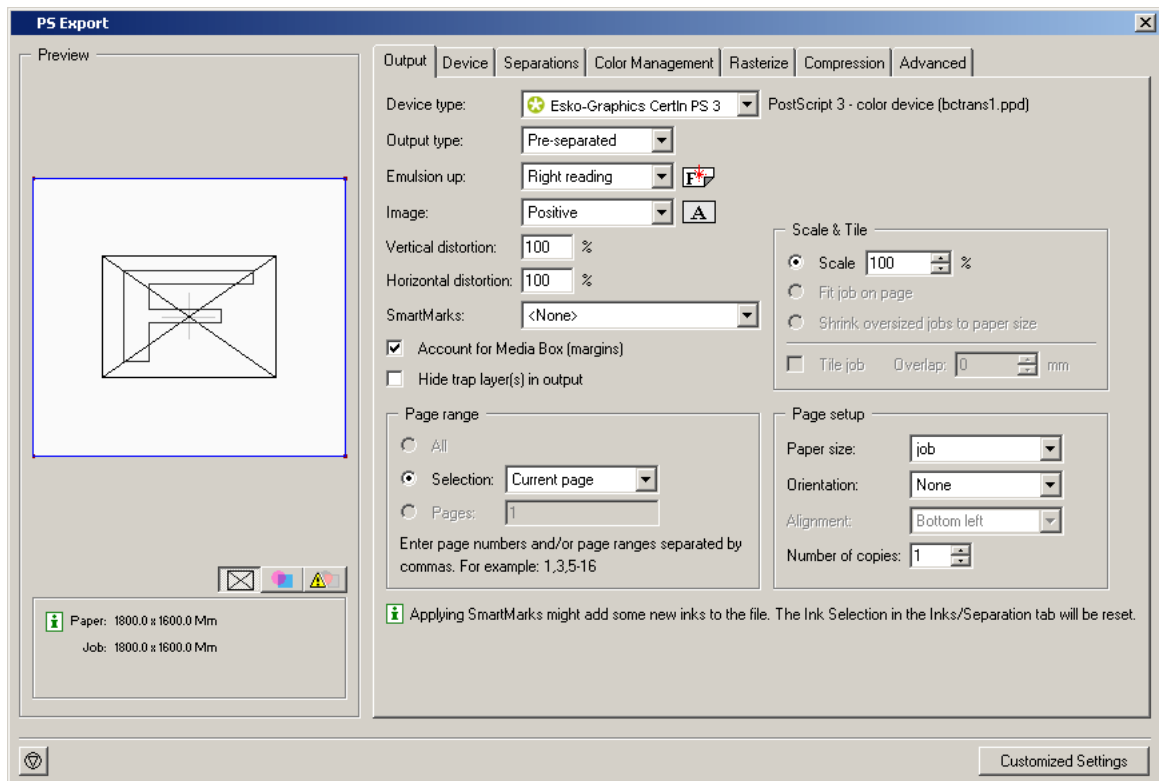 PS Export
Preview
Output Device Separations Color Management Rasterize Compression Advanced
Device type: Esko-Graphics CertIn PS 3 PostScript 3 - color device (bctrans1.ppd)
Output type: Pre-separated
Emulsion up: Right reading F
Image: Positive A
Vertical distortion: 100 %
Horizontal distortion: 100 %
SmartMarks: <None>
Account for Media Box (margins)
Hide trap layer(s) in output
Scale & Tile
Scale 100 %
Fit job on page
Shrink oversized jobs to paper size
Tile job Overlap: 0 mm
Page range
All
Selection: Current page
Pages: 1
Enter page numbers and/or page ranges separated by
commas. For example: 1,3,5-16
Page setup
Paper size: job
Orientation: None
Alignment: Bottom left
Number of copies: 1
Paper: 1800.0 x 1600.0 Mm
Job: 1800.0 x 1600.0 Mm
Applying SmartMarks might add some new inks to the file. The Ink Selection in the Inks/Separation tab will be reset.
Customized Settings